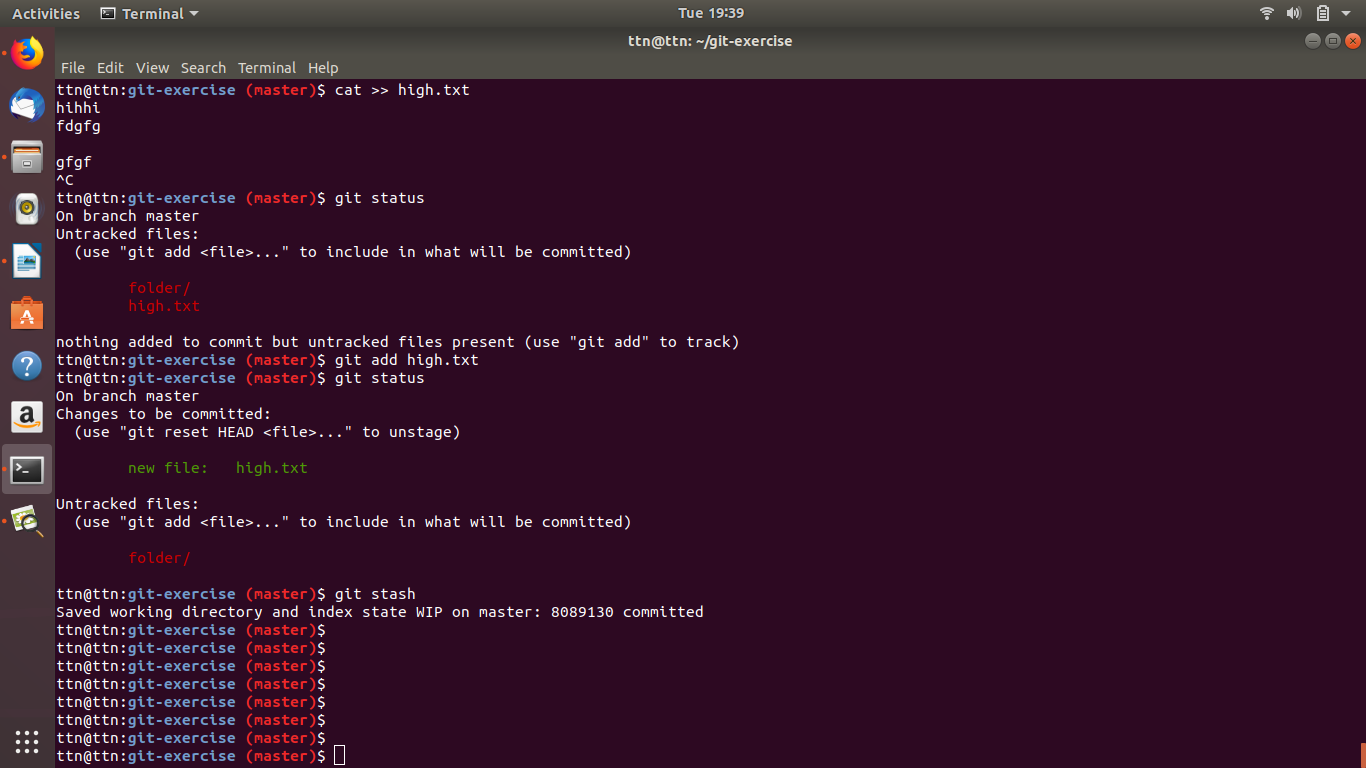 Activities Terminal Tue 19:39
ttn@ttn: ~/git-exercise
File Edit View Search Terminal Help
ttn@ttn:git-exercise (master)$ cat >> high.txt
hihhi
fdgfg
gfgf
^C
ttn@ttn:git-exercise (master)$ git status
On branch master
Untracked files:
  (use "git add <file>..." to include in what will be committed)
        folder/
        high.txt
nothing added to commit but untracked files present (use "git add" to track)
ttn@ttn:git-exercise (master)$ git add high.txt
ttn@ttn:git-exercise (master)$ git status
On branch master
Changes to be committed:
  (use "git reset HEAD <file>..." to unstage)
        new file:   high.txt
Untracked files:
  (use "git add <file>..." to include in what will be committed)
        folder/
ttn@ttn:git-exercise (master)$ git stash
Saved working directory and index state WIP on master: 8089130 committed
ttn@ttn:git-exercise (master)$
ttn@ttn:git-exercise (master)$
ttn@ttn:git-exercise (master)$
ttn@ttn:git-exercise (master)$
ttn@ttn:git-exercise (master)$
ttn@ttn:git-exercise (master)$
ttn@ttn:git-exercise (master)$
ttn@ttn:git-exercise (master)$